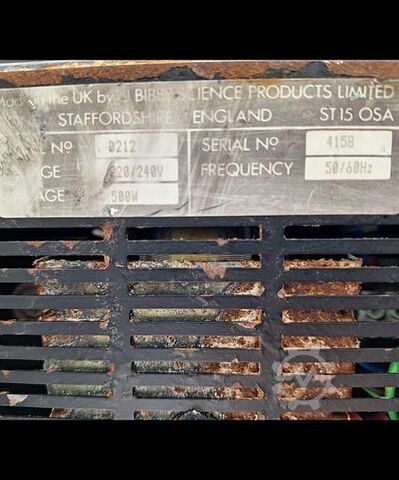 Made in the UK by J BIBBY SCIENCE PRODUCTS LIMITED
STAFFORDSHIRE ENGLAND ST15 OSA
Nº 0212 SERIAL Nº 4158
GE 220/240V FREQUENCY 50/60Hz
AGE 500W